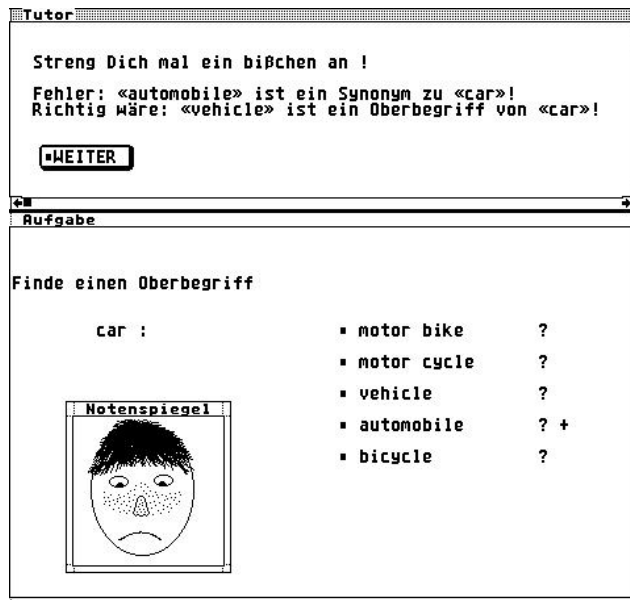 Tutor
Streng Dich mal ein bißchen an !
Fehler: «automobile» ist ein Synonym zu «car»!
Richtig wäre: «vehicle» ist ein Oberbegriff von «car»!
▪WEITER
Aufgabe
Finde einen Oberbegriff
car :
▪ motor bike ?
▪ motor cycle ?
▪ vehicle ?
▪ automobile ? +
▪ bicycle ?
Notenspiegel